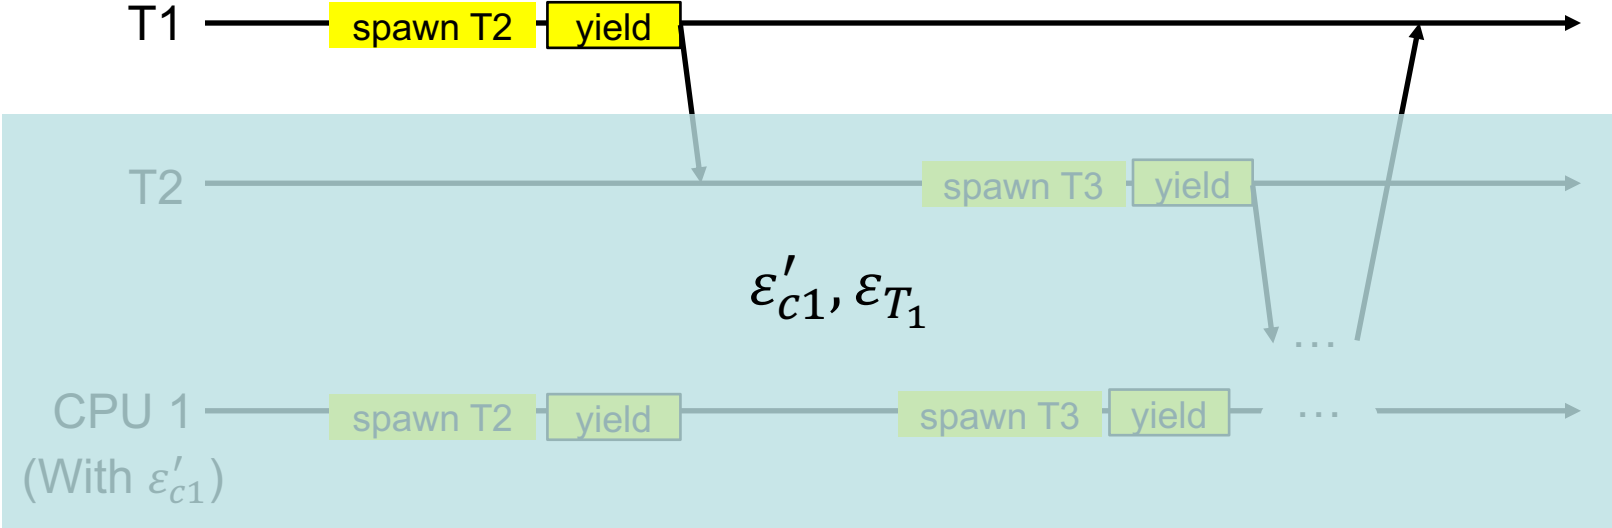 T1 spawn T2 yield
T2 spawn T3 yield
ε′c1, εT1
…
CPU 1 spawn T2 yield spawn T3 yield …
(With ε′c1)